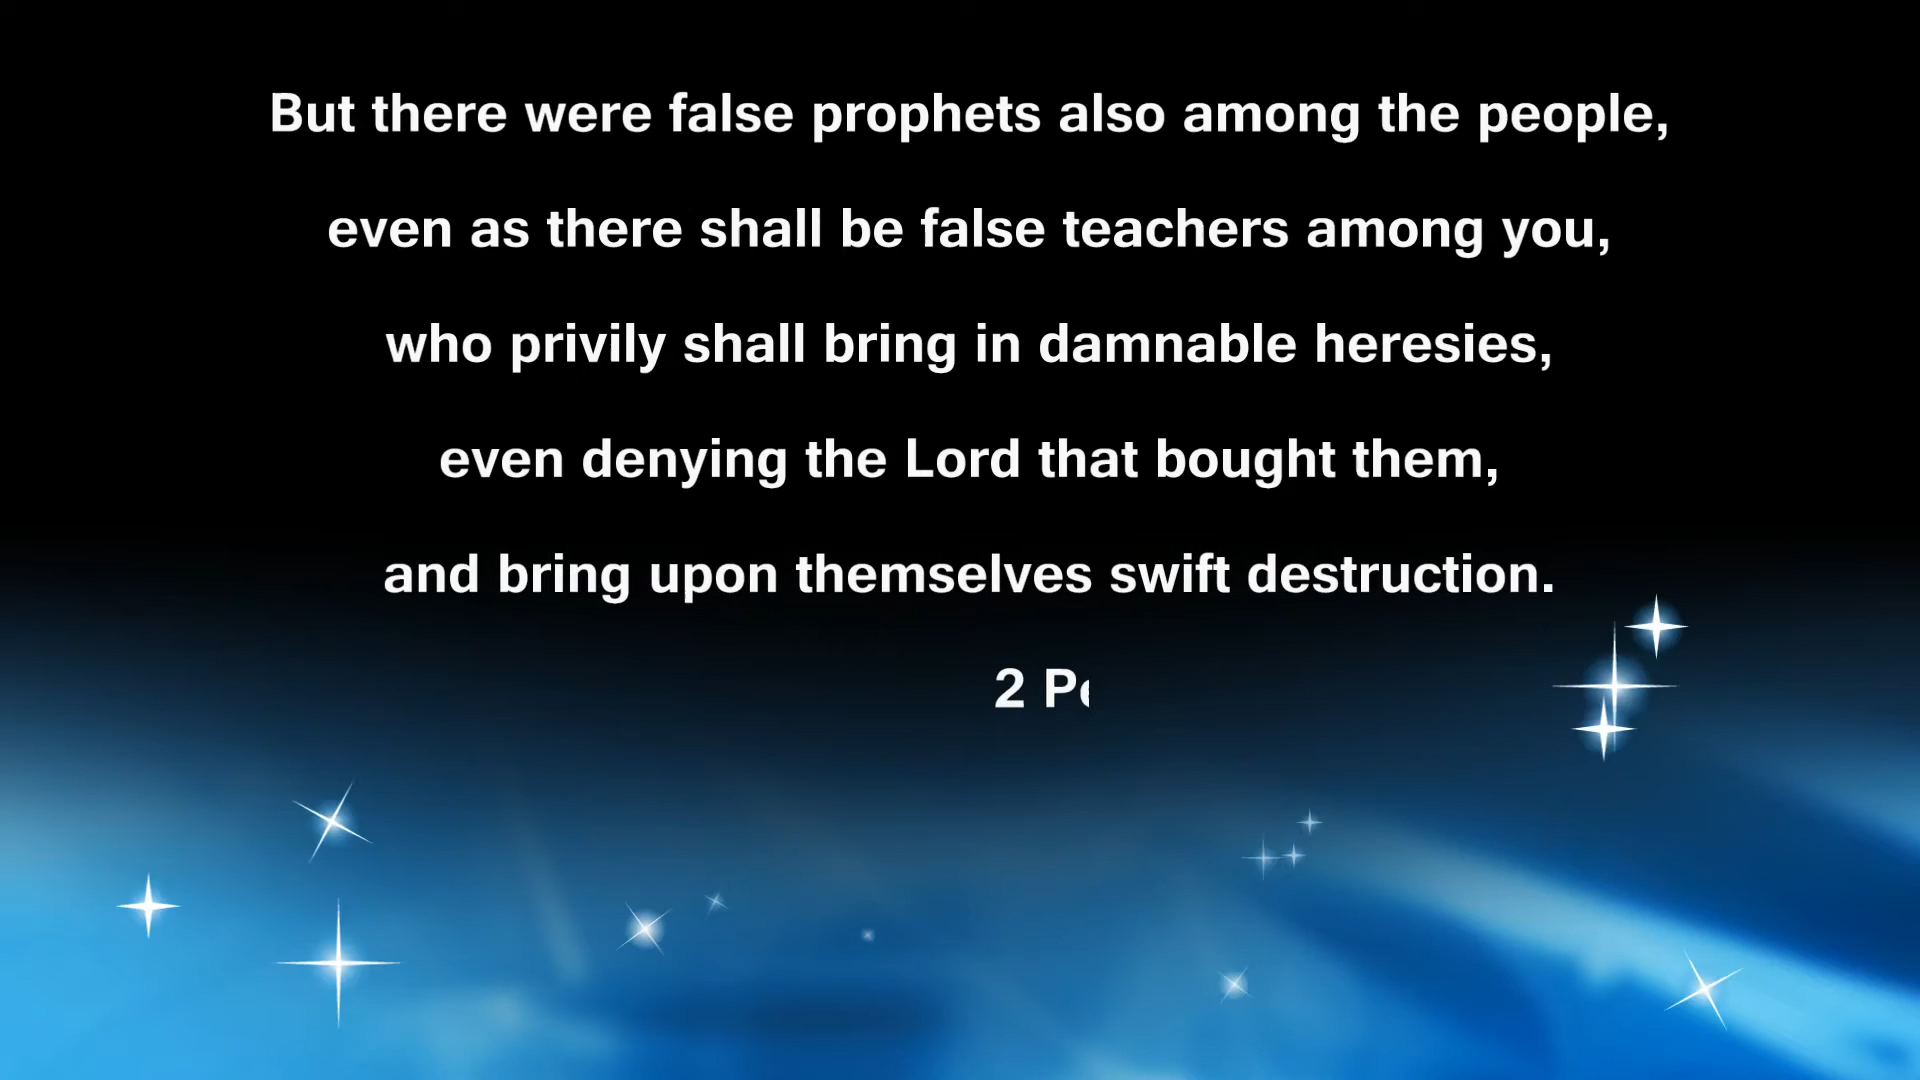 But there were false prophets also among the people,
even as there shall be false teachers among you,
who privily shall bring in damnable heresies,
even denying the Lord that bought them,
and bring upon themselves swift destruction.
2 P